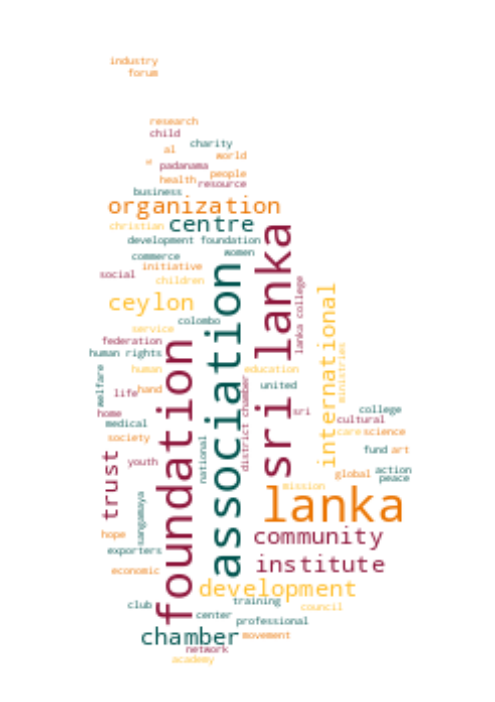 industry
forum
research
child
charity
al
world
e
padanama
people
health
resource
business
organization
christian
centre
development foundation
women
commerce
social
initiative
children
sri lanka
association
lanka college
international
ceylon
colombo
service
federation
foundation
human rights
ministries
welfare
human
education
life
hand
united
district chamber
home
sri
college
medical
cultural
society
national
care
science
fund
art
trust
youth
global
action
peace
mission
sangamaya
lanka
hope
community
exporters
institute
economic
development
club
training
council
center
professional
chamber
movement
network
academy